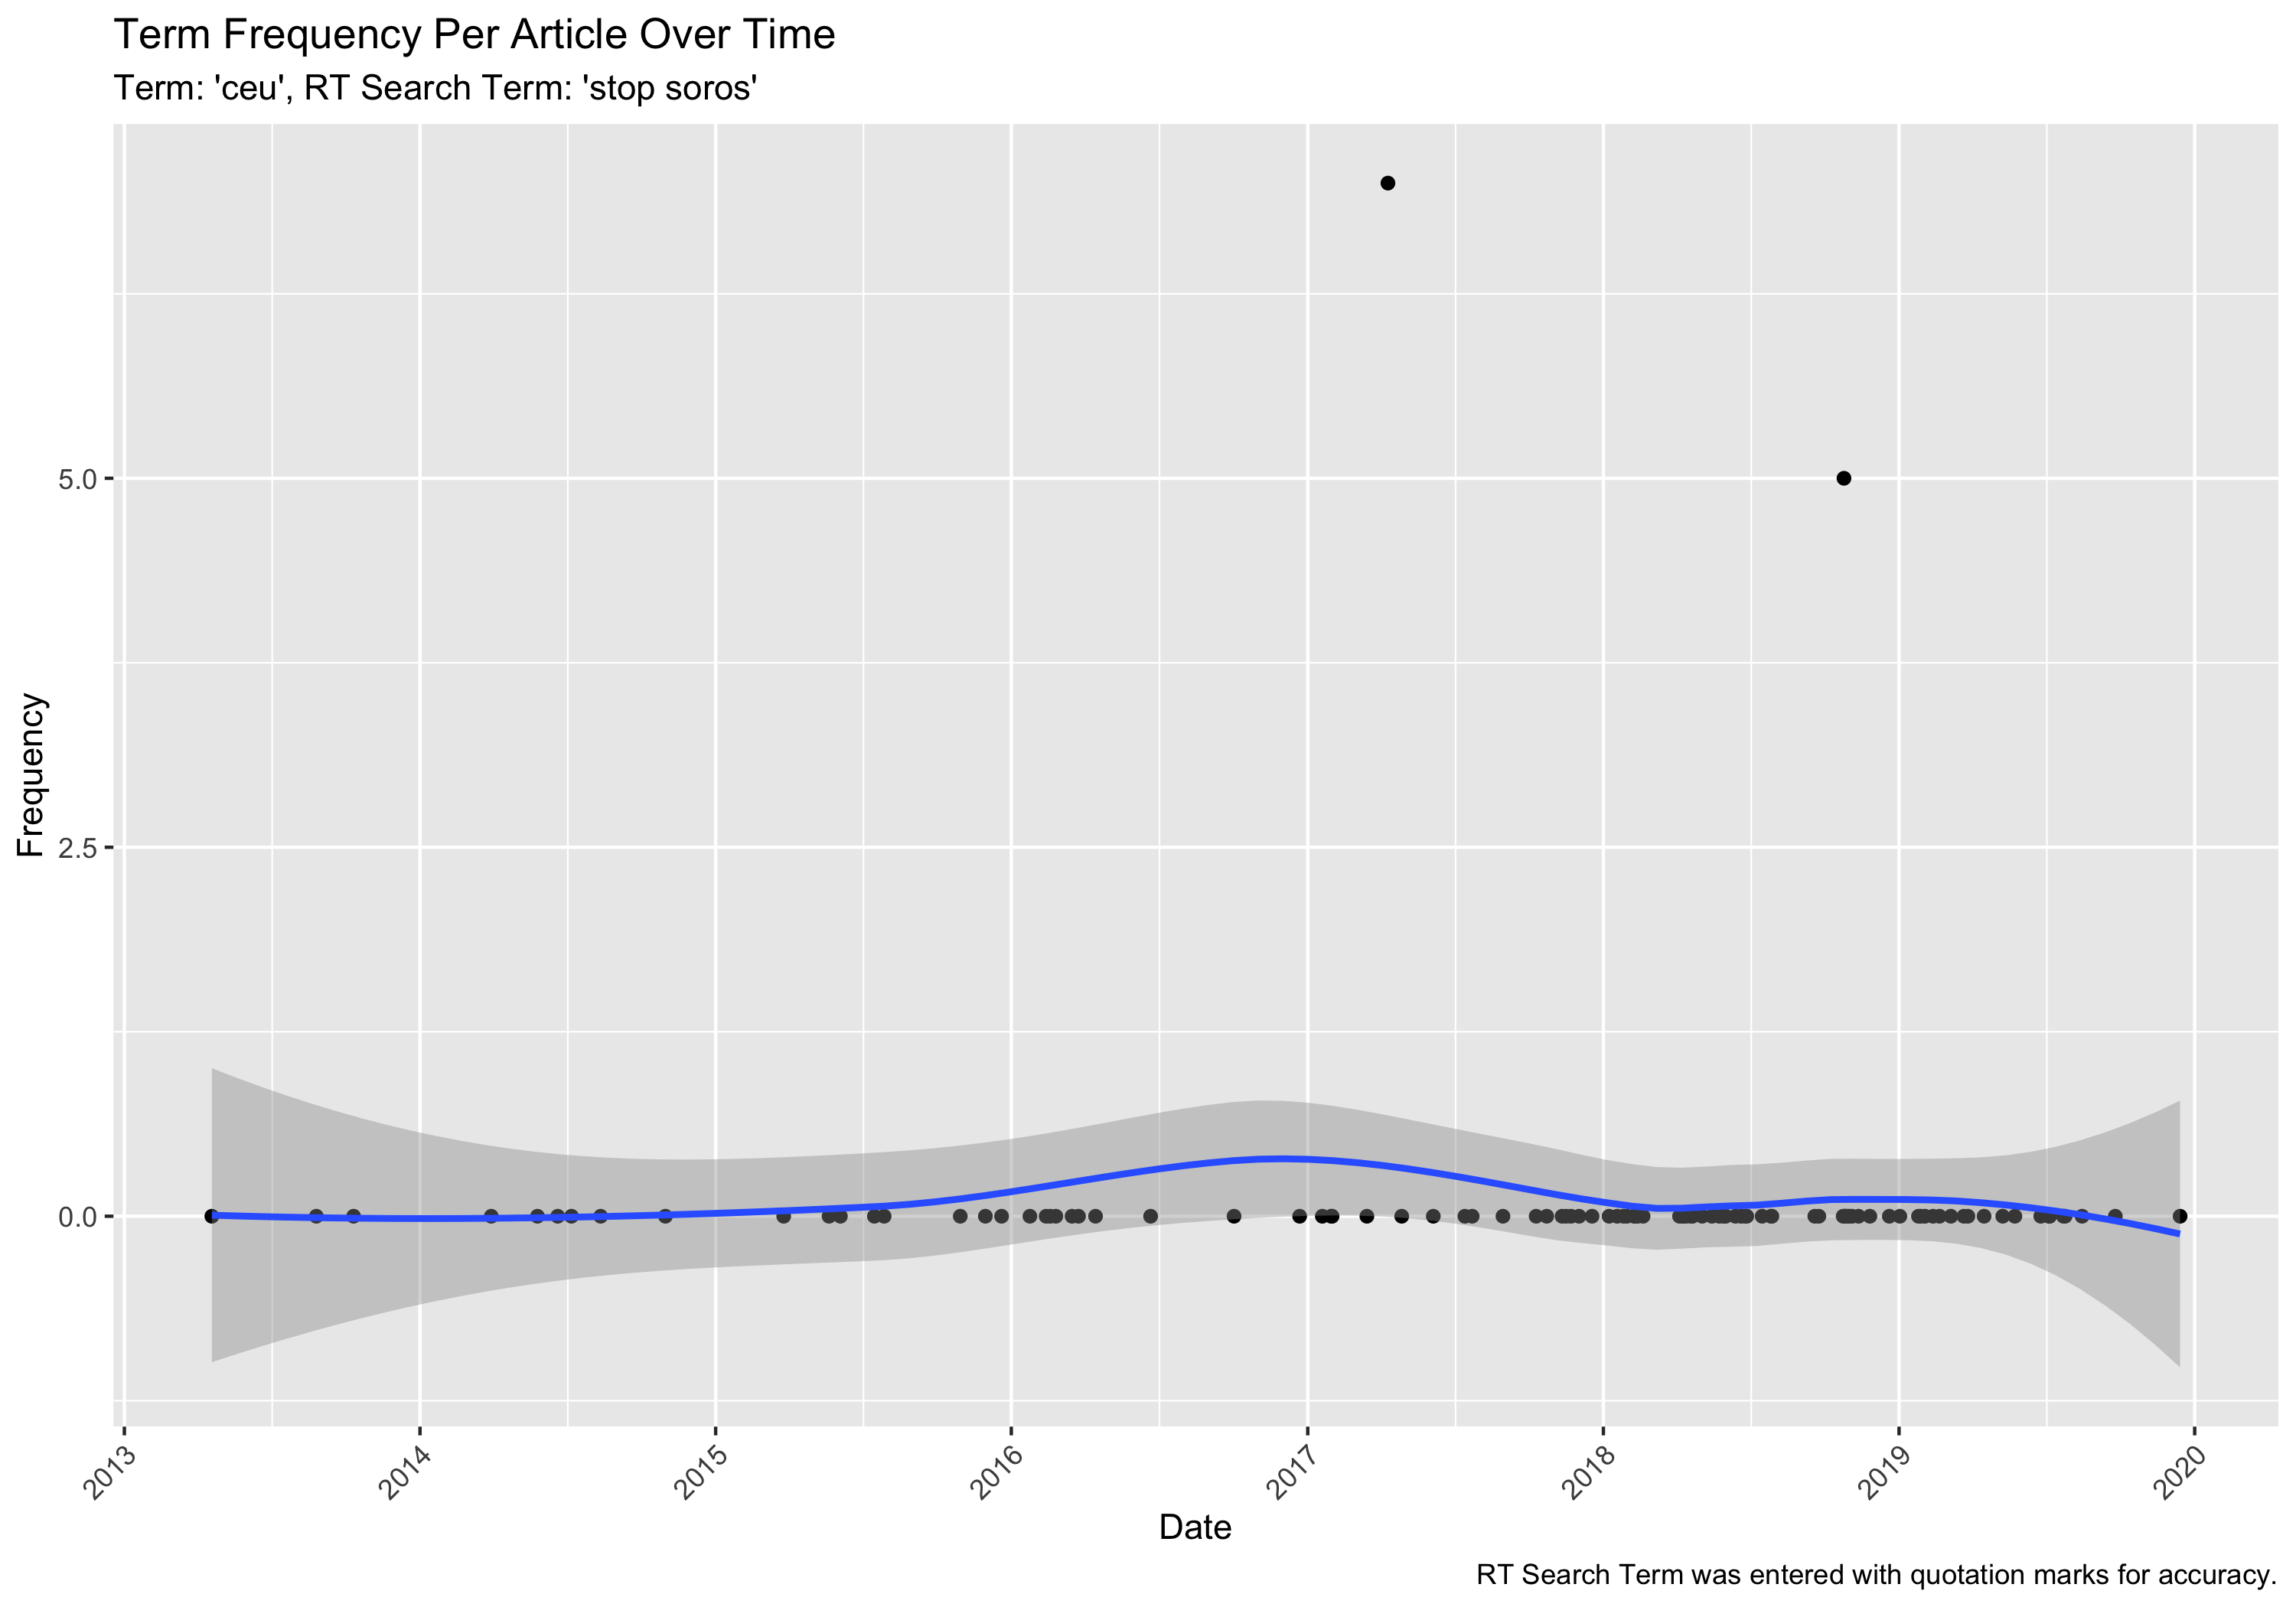 Term Frequency Per Article Over Time
Term: 'ceu', RT Search Term: 'stop soros'
Frequency
5.0
2.5
0.0
2013
2014
2015
2016
2017
2018
2019
2020
Date
RT Search Term was entered with quotation marks for accuracy.